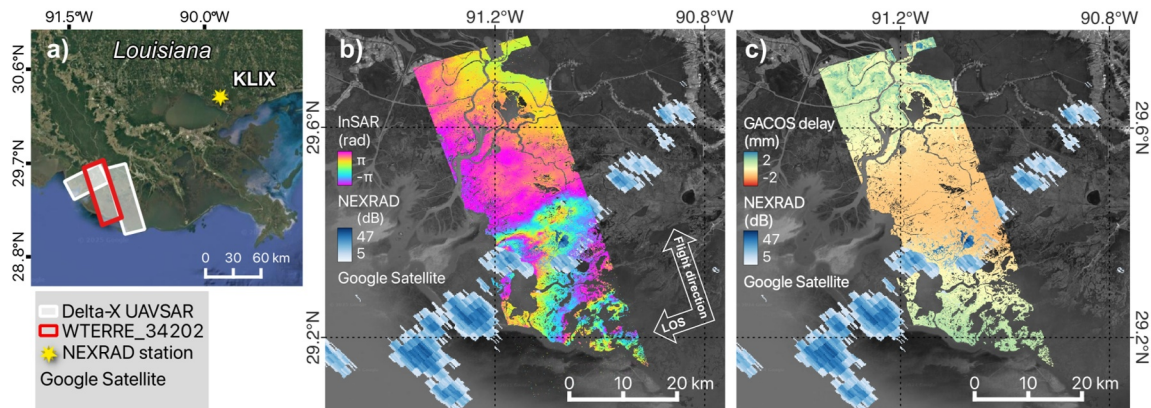 91.5°W
90.0°W
30.6°N
29.7°N
28.8°N
a)
Louisiana
KLIX
0 30 60 km
Delta-X UAVSAR
WTERRE_34202
NEXRAD station
Google Satellite
91.2°W
90.8°W
29.6°N
29.2°N
b)
InSAR
(rad)
π
-π
NEXRAD
(dB)
47
5
Google Satellite
Flight direction
LOS
0 10 20 km
91.2°W
90.8°W
29.6°N
29.2°N
c)
GACOS delay
(mm)
2
-2
NEXRAD
(dB)
47
5
Google Satellite
0 10 20 km